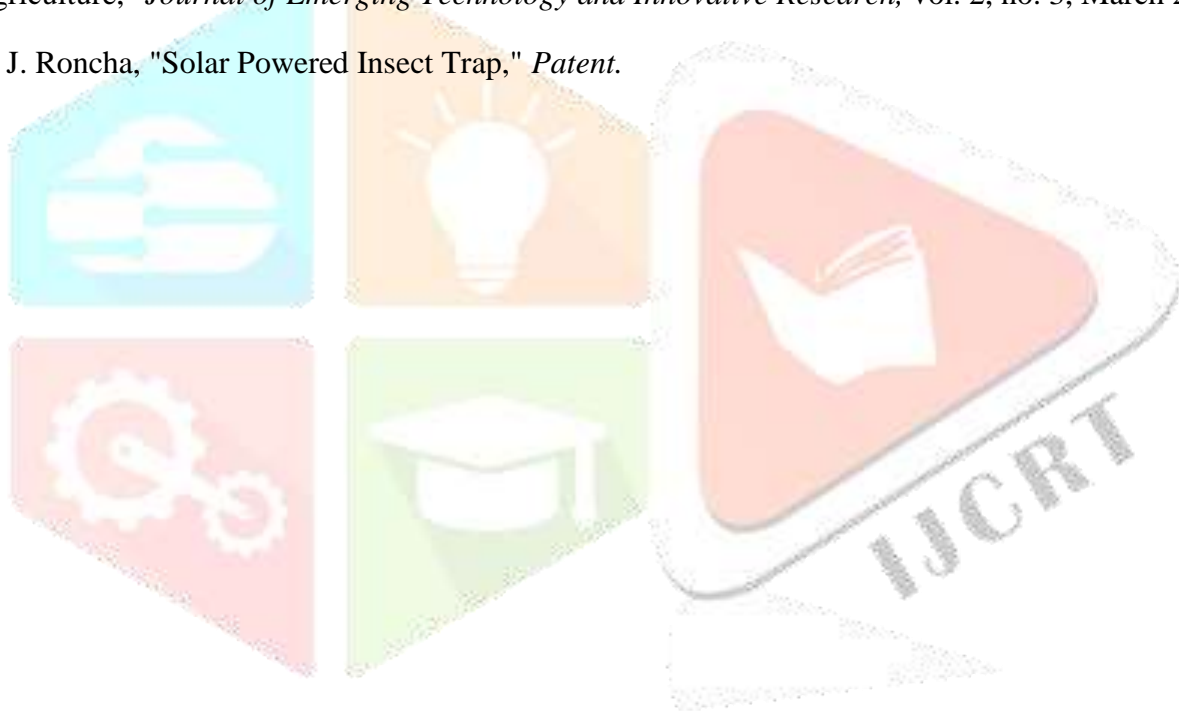 griculture," Journal of Emerging Technology and Innovative Research, vol. 2, no. 3, March 2
J. Roncha, "Solar Powered Insect Trap," Patent.
IJCRT